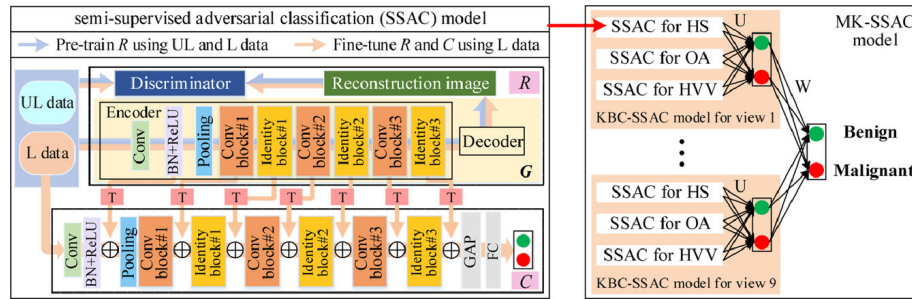 semi-supervised adversarial classification (SSAC) model
Pre-train R using UL and L data
Fine-tune R and C using L data
UL data
L data
Discriminator
Reconstruction image
R
Encoder
Conv
BN+ReLU
Pooling
Conv block#1
Identity block#1
Conv block#2
Identity block#2
Conv block#3
Identity block#3
Decoder
G
T
T
T
T
T
T
T
Conv
BN+ReLU
Pooling
Conv block#1
Identity block#1
Conv block#2
Identity block#2
Conv block#3
Identity block#3
GAP
FC
C
SSAC for HS
SSAC for OA
SSAC for HVV
KBC-SSAC model for view 1
U
SSAC for HS
SSAC for OA
SSAC for HVV
KBC-SSAC model for view 9
U
W
MK-SSAC
model
Benign
Malignant